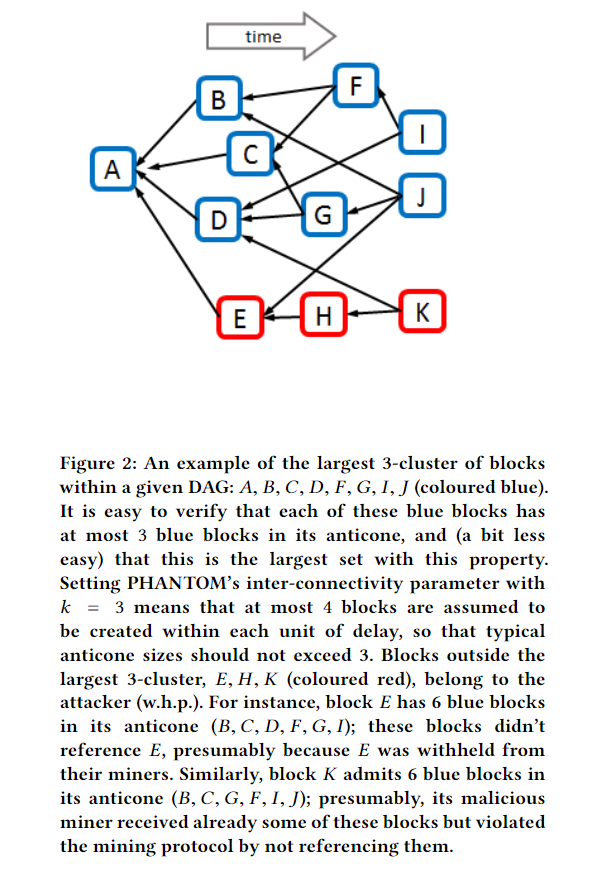 time
F
B
I
C
A
J
D
G
E
H
K
Figure 2: An example of the largest 3-cluster of blocks
within a given DAG: A, B, C, D, F, G, I, J (coloured blue).
It is easy to verify that each of these blue blocks has
at most 3 blue blocks in its anticone, and (a bit less
easy) that this is the largest set with this property.
Setting PHANTOM's inter-connectivity parameter with
k = 3 means that at most 4 blocks are assumed to
be created within each unit of delay, so that typical
anticone sizes should not exceed 3. Blocks outside the
largest 3-cluster, E, H, K (coloured red), belong to the
attacker (w.h.p.). For instance, block E has 6 blue blocks
in its anticone (B, C, D, F, G, I); these blocks didn't
reference E, presumably because E was withheld from
their miners. Similarly, block K admits 6 blue blocks in
its anticone (B, C, G, F, I, J); presumably, its malicious
miner received already some of these blocks but violated
the mining protocol by not referencing them.